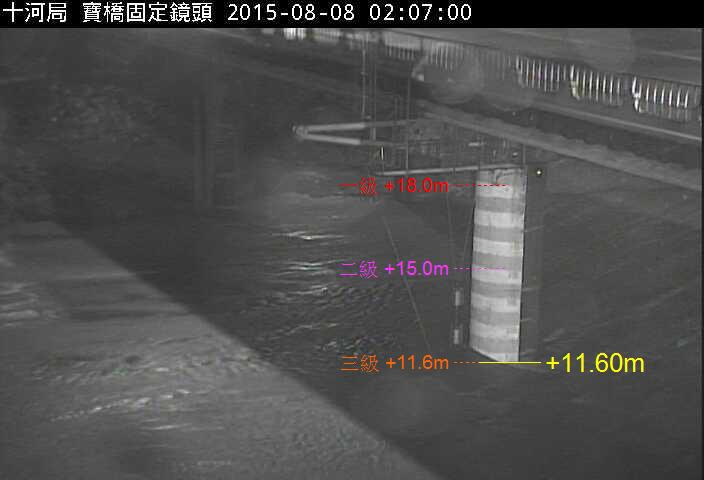 十河局 寶橋固定鏡頭 2015-08-08 02:07:00
一級 +18.0m
二級 +15.0m
三級 +11.6m
+11.60m